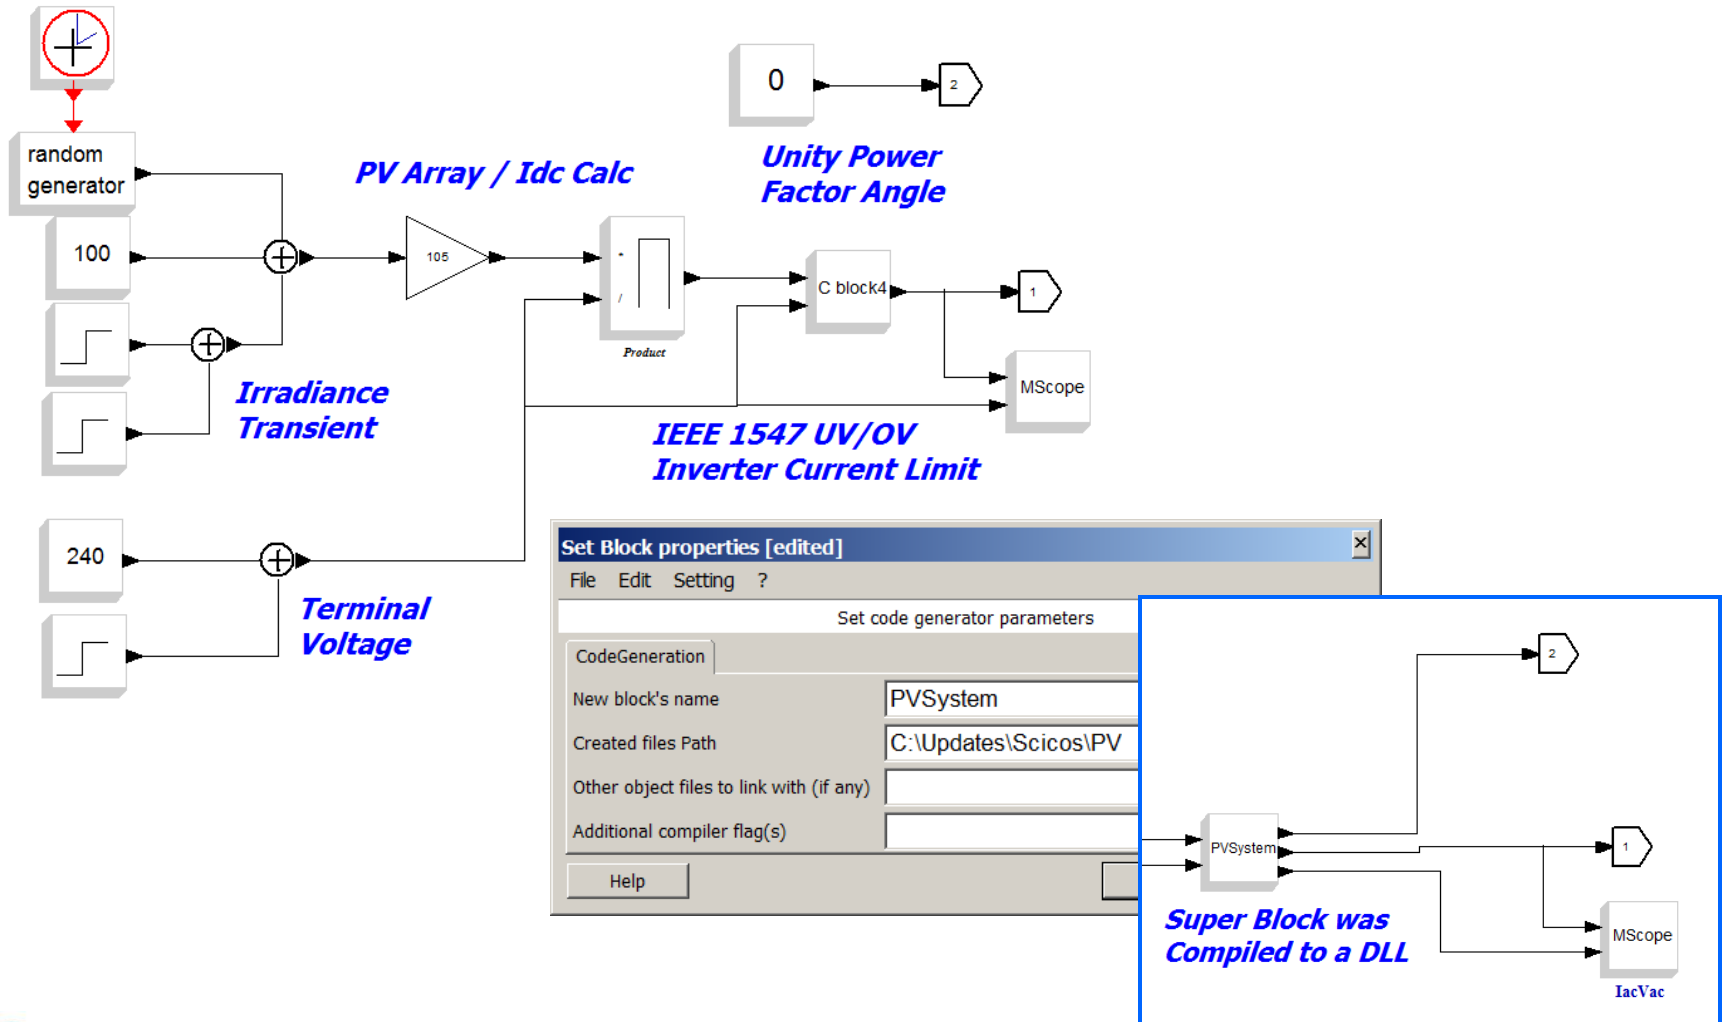 random
generator
100
PV Array / Idc Calc
105
*
/
Product
0
2
Unity Power
Factor Angle
C block4
1
MScope
Irradiance
Transient
IEEE 1547 UV/OV
Inverter Current Limit
240
Terminal
Voltage
Set Block properties [edited]
File Edit Setting ?
Set code generator parameters
CodeGeneration
New block's name PVSystem
Created files Path C:\Updates\Scicos\PV
Other object files to link with (if any)
Additional compiler flag(s)
Help
2
PVSystem
1
MScope
IacVac
Super Block was
Compiled to a DLL